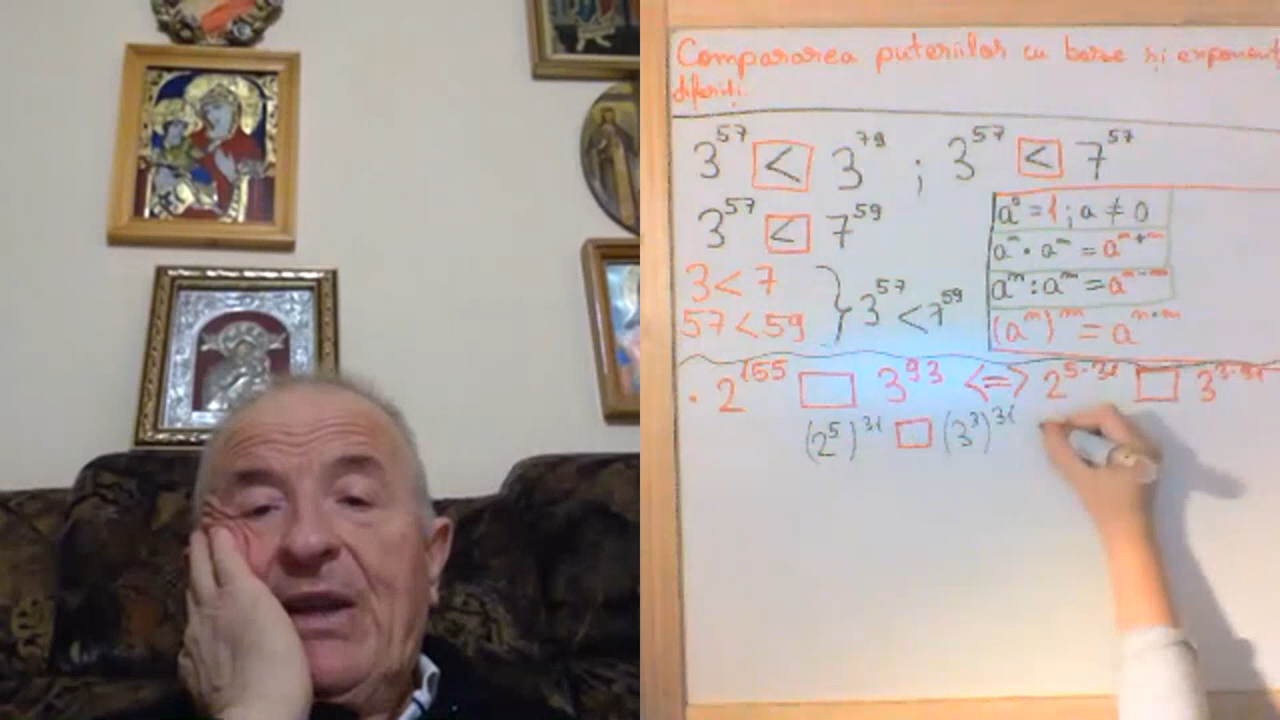 Compararea puterilor cu baze și exponenți
diferiți.
3^57 < 3^79 ; 3^57 < 7^57
3^57 < 7^59
3 < 7
57 < 59
} 3^57 < 7^59
a^0 = 1 ; a ≠ 0
a^n · a^m = a^{n+m}
a^m : a^n = a^{m-n}
(a^n)^m = a^{n·m}
· 2^155 □ 3^93 <=> 2^{5·31} □ 3^{3·31}
(2^5)^31 □ (3^3)^31